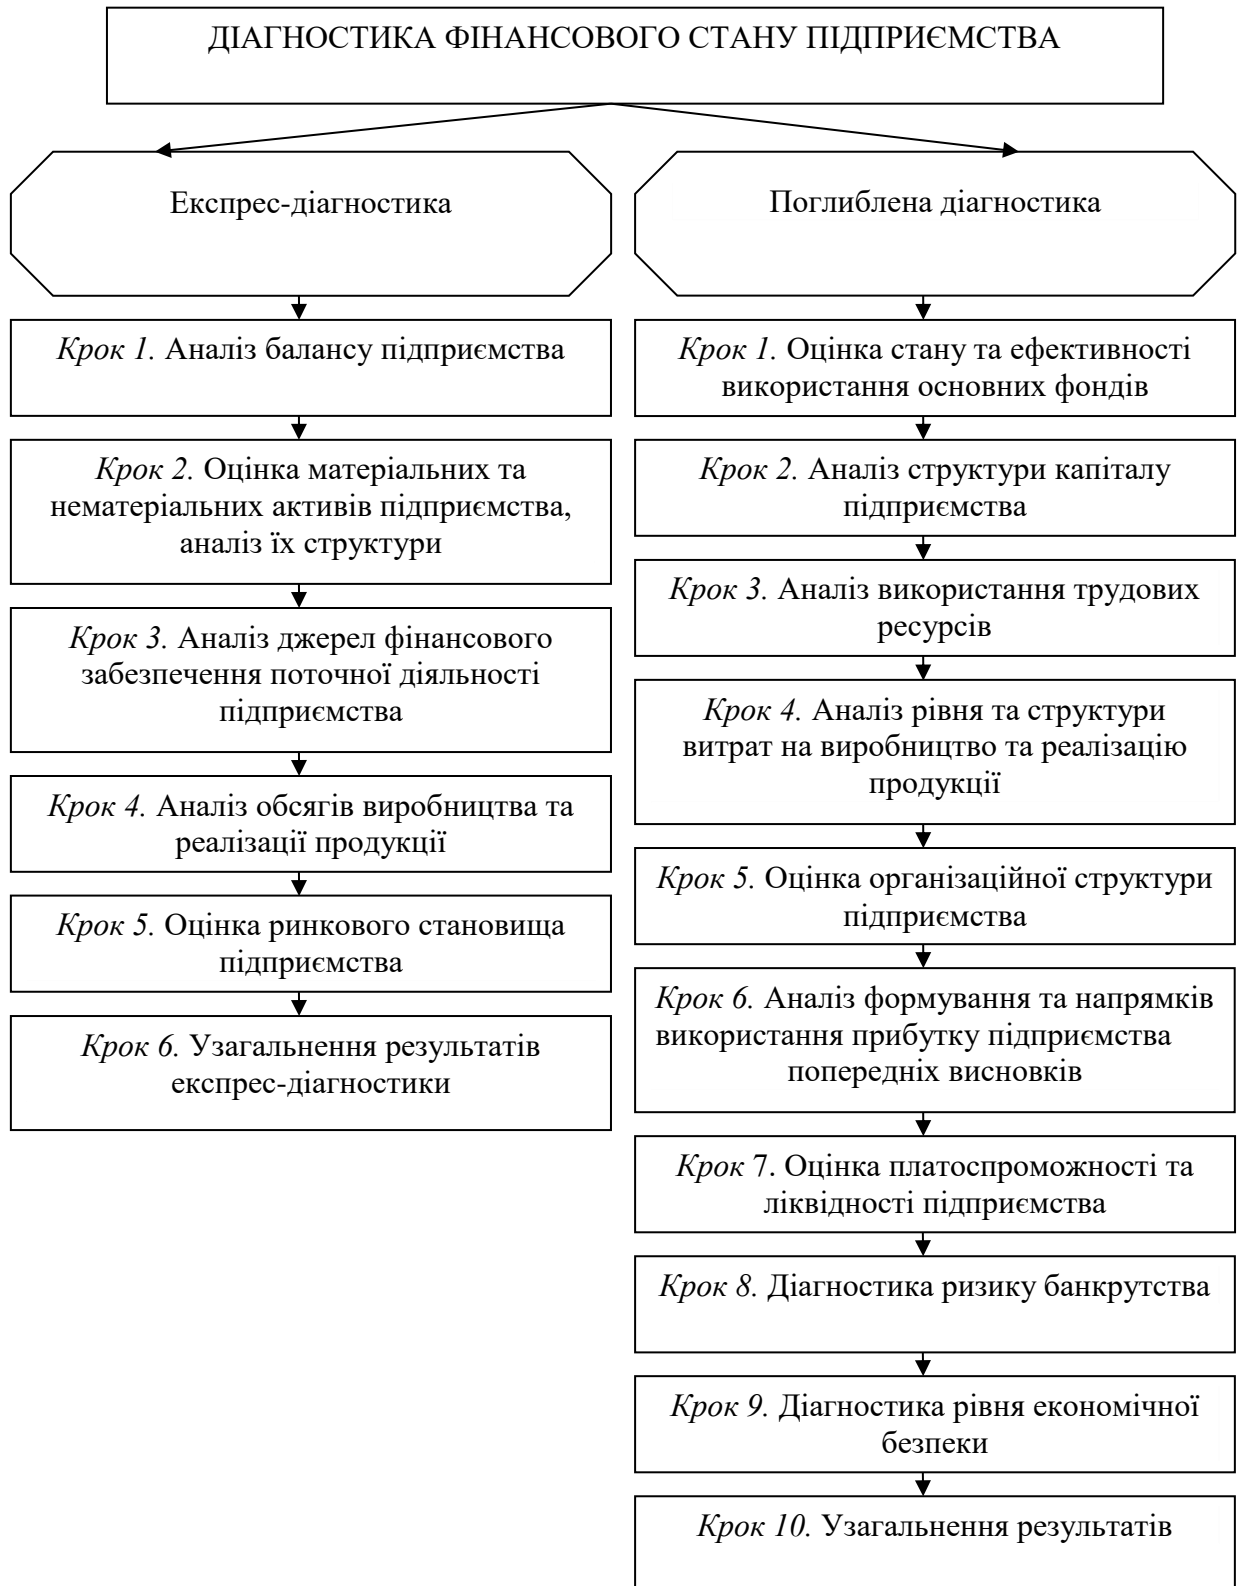 ДІАГНОСТИКА ФІНАНСОВОГО СТАНУ ПІДПРИЄМСТВА
Експрес-діагностика
Крок 1. Аналіз балансу підприємства
Крок 2. Оцінка матеріальних та
нематеріальних активів підприємства,
аналіз їх структури
Крок 3. Аналіз джерел фінансового
забезпечення поточної діяльності
підприємства
Крок 4. Аналіз обсягів виробництва та
реалізації продукції
Крок 5. Оцінка ринкового становища
підприємства
Крок 6. Узагальнення результатів
експрес-діагностики
Поглиблена діагностика
Крок 1. Оцінка стану та ефективності
використання основних фондів
Крок 2. Аналіз структури капіталу
підприємства
Крок 3. Аналіз використання трудових
ресурсів
Крок 4. Аналіз рівня та структури
витрат на виробництво та реалізацію
продукції
Крок 5. Оцінка організаційної структури
підприємства
Крок 6. Аналіз формування та напрямків
використання прибутку підприємства
попередніх висновків
Крок 7. Оцінка платоспроможності та
ліквідності підприємства
Крок 8. Діагностика ризику банкрутства
Крок 9. Діагностика рівня економічної
безпеки
Крок 10. Узагальнення результатів